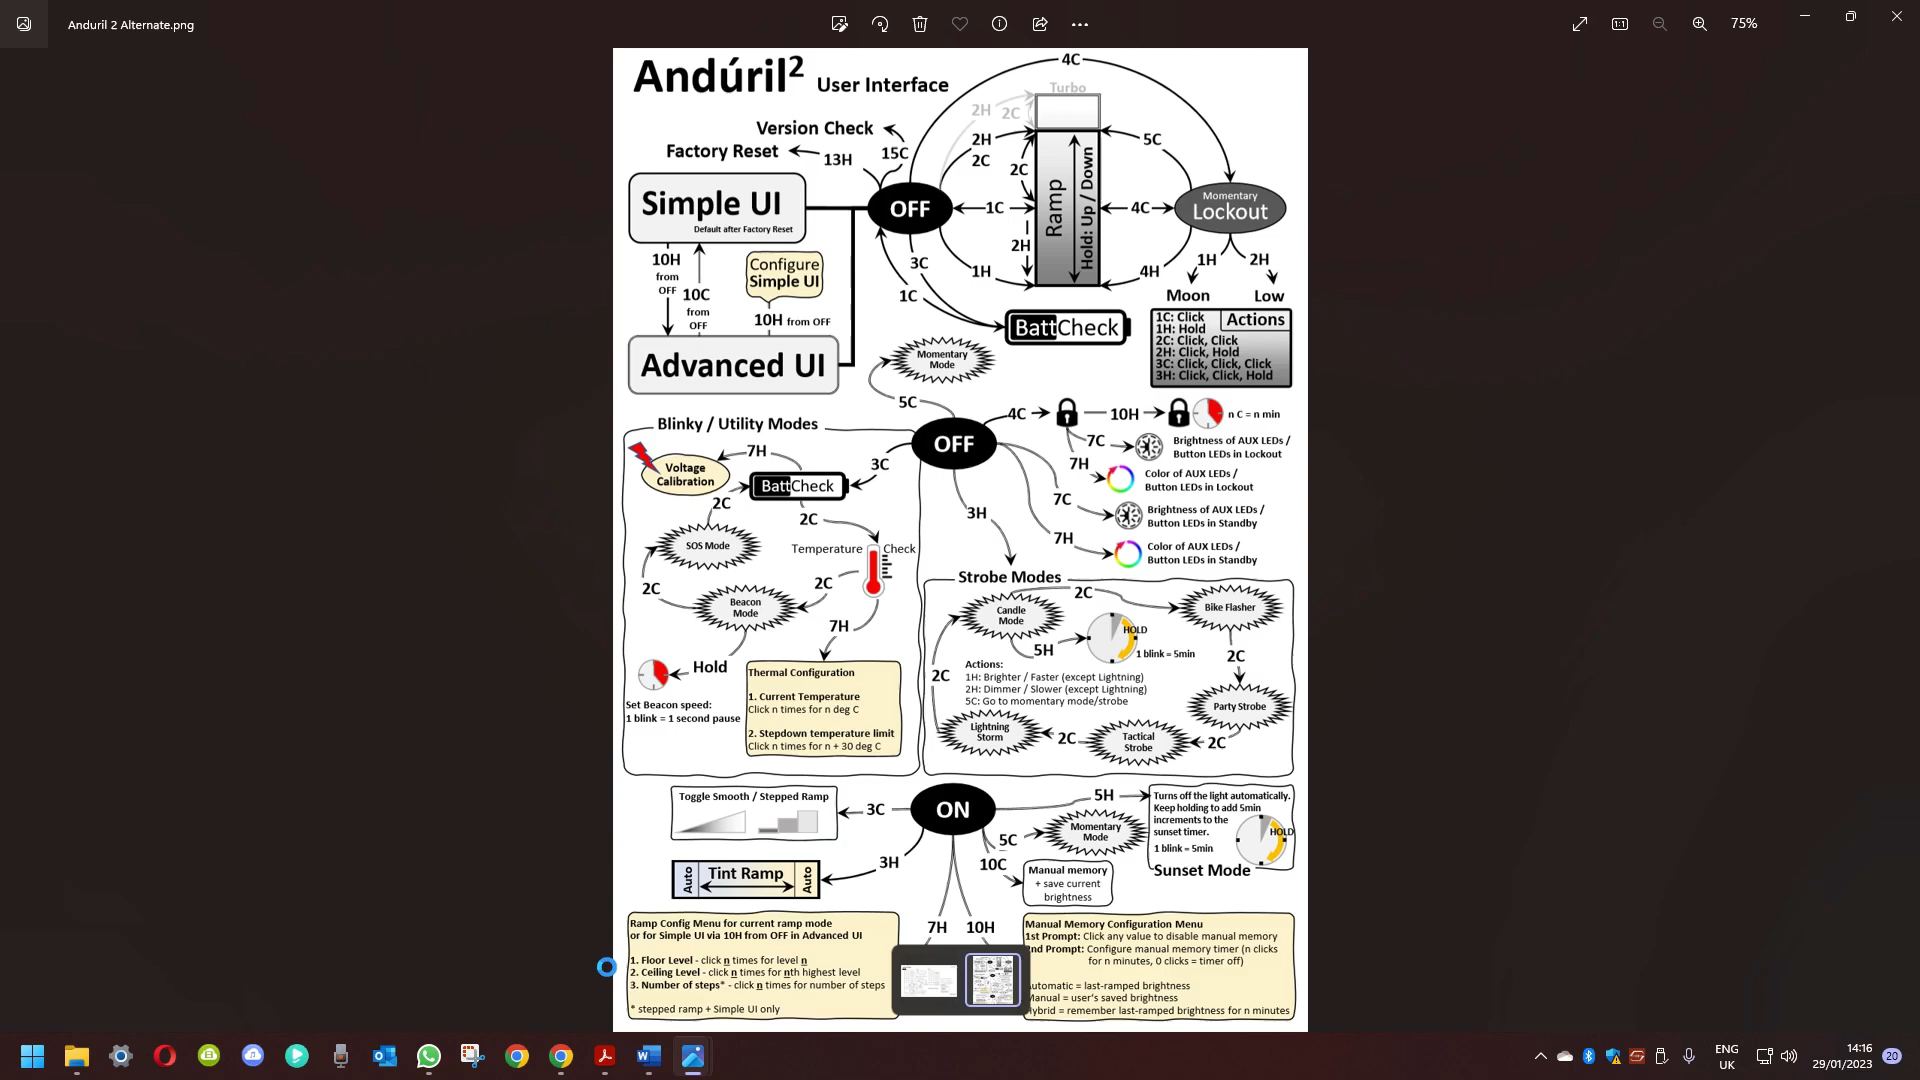 Anduril 2 Alternate.png
75%
Andúril² User Interface
4C
Turbo
2H
2C
Version Check
15C
Factory Reset
13H
2H
2C
2C
5C
Simple UI
Default after Factory Reset
OFF
1C
Ramp
Hold: Up / Down
4C
Momentary
Lockout
10H
from
OFF
10C
from
OFF
Configure
Simple UI
10H from OFF
3C
1C
1H
2H
4H
1H
2H
Moon
Low
BattCheck
Actions
1C: Click
1H: Hold
2C: Click, Click
2H: Click, Hold
3C: Click, Click, Click
3H: Click, Click, Hold
Advanced UI
Momentary
Mode
5C
OFF
4C
10H
n C = n min
7C
Brightness of AUX LEDs /
Button LEDs in Lockout
7H
Color of AUX LEDs /
Button LEDs in Lockout
7C
Brightness of AUX LEDs /
Button LEDs in Standby
7H
Color of AUX LEDs /
Button LEDs in Standby
3C
3H
Blinky / Utility Modes
7H
Voltage
Calibration
BattCheck
2C
2C
SOS Mode
Temperature Check
2C
2C
Beacon
Mode
7H
Hold
Set Beacon speed:
1 blink = 1 second pause
Thermal Configuration
1. Current Temperature
Click n times for n deg C
2. Stepdown temperature limit
Click n times for n + 30 deg C
Strobe Modes
Candle
Mode
2C
Bike Flasher
5H
HOLD
1 blink = 5min
2C
2C
Actions:
1H: Brighter / Faster (except Lightning)
2H: Dimmer / Slower (except Lightning)
5C: Go to momentary mode/strobe
Party Strobe
Lightning
Storm
2C
Tactical
Strobe
2C
Toggle Smooth / Stepped Ramp
3C
ON
5H
Turns off the light automatically.
Keep holding to add 5min
increments to the
sunset timer.
1 blink = 5min
HOLD
Sunset Mode
5C
Momentary
Mode
3H
Auto
Tint Ramp
Auto
10C
Manual memory
+ save current
brightness
7H
10H
Ramp Config Menu for current ramp mode
or for Simple UI via 10H from OFF in Advanced UI
1. Floor Level - click n times for level n
2. Ceiling Level - click n times for nth highest level
3. Number of steps* - click n times for number of steps
* stepped ramp + Simple UI only
Manual Memory Configuration Menu
1st Prompt: Click any value to disable manual memory
Prompt: Configure manual memory timer (n clicks
for n minutes, 0 clicks = timer off)
= last-ramped brightness
= user's saved brightness
= remember last-ramped brightness for n minutes
ENG
UK
14:16
29/01/2023
20